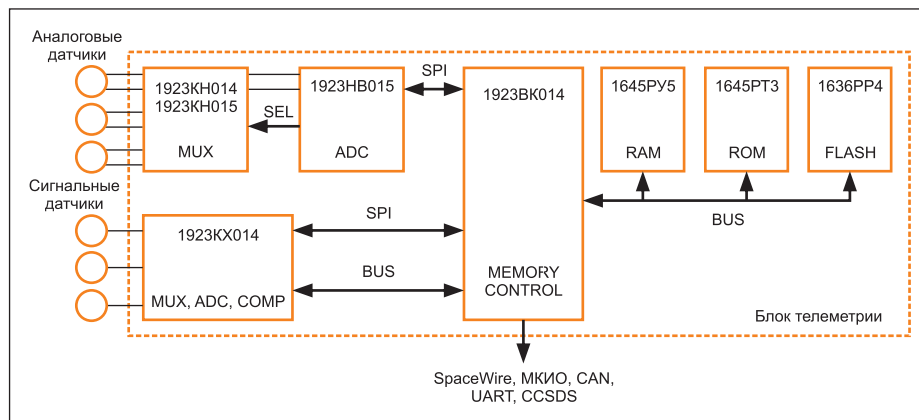 Аналоговые
датчики
1923КН014
1923КН015
MUX
SEL
1923НВ015
ADC
SPI
1923ВК014
MEMORY
CONTROL
1645РУ5
RAM
1645РТ3
ROM
1636РР4
FLASH
BUS
Сигнальные
датчики
1923КХ014
MUX, ADC, COMP
SPI
BUS
Блок телеметрии
SpaceWire, МКИО, CAN,
UART, CCSDS